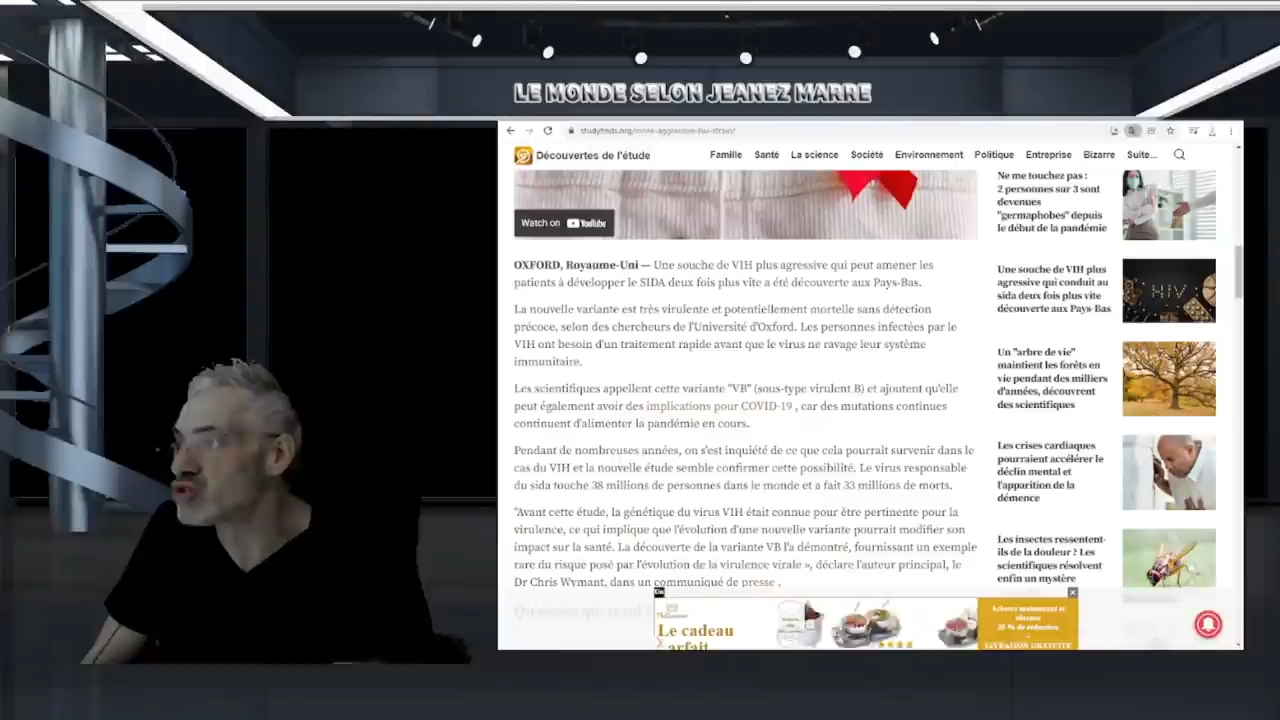 LE MONDE SELON JEANEZ MARRE
studyfinds.org/more-aggressive-hiv-strain/
Découvertes de l'étude
Famille Santé La science Société Environnement Politique Entreprise Bizarre Suite...
Watch on YouTube
OXFORD, Royaume-Uni — Une souche de VIH plus agressive qui peut amener les
patients à développer le SIDA deux fois plus vite a été découverte aux Pays-Bas.
La nouvelle variante est très virulente et potentiellement mortelle sans détection
précoce, selon des chercheurs de l'Université d'Oxford. Les personnes infectées par le
VIH ont besoin d'un traitement rapide avant que le virus ne ravage leur système
immunitaire.
Les scientifiques appellent cette variante "VB" (sous-type virulent B) et ajoutent qu'elle
peut également avoir des implications pour COVID-19 , car des mutations continues
continuent d'alimenter la pandémie en cours.
Pendant de nombreuses années, on s'est inquiété de ce que cela pourrait survenir dans le
cas du VIH et la nouvelle étude semble confirmer cette possibilité. Le virus responsable
du sida touche 38 millions de personnes dans le monde et a fait 33 millions de morts.
"Avant cette étude, la génétique du virus VIH était connue pour être pertinente pour la
virulence, ce qui implique que l'évolution d'une nouvelle variante pourrait modifier son
impact sur la santé. La découverte de la variante VB l'a démontré, fournissant un exemple
rare du risque posé par l'évolution de la virulence virale », déclare l'auteur principal, le
Dr Chris Wymant, dans un communiqué de presse .
Ne me touchez pas :
2 personnes sur 3 sont
devenues
"germaphobes" depuis
le début de la pandémie
Une souche de VIH plus
agressive qui conduit au
sida deux fois plus vite
découverte aux Pays-Bas
HIV
Un "arbre de vie"
maintient les forêts en
vie pendant des milliers
d'années, découvrent
des scientifiques
Les crises cardiaques
pourraient accélérer le
déclin mental et
l'apparition de la
démence
Les insectes ressentent-
ils de la douleur ? Les
scientifiques résolvent
enfin un mystère
Le cadeau
Achetez maintenant et
20 % de réduction.
+
LIVRAISON GRATUITE